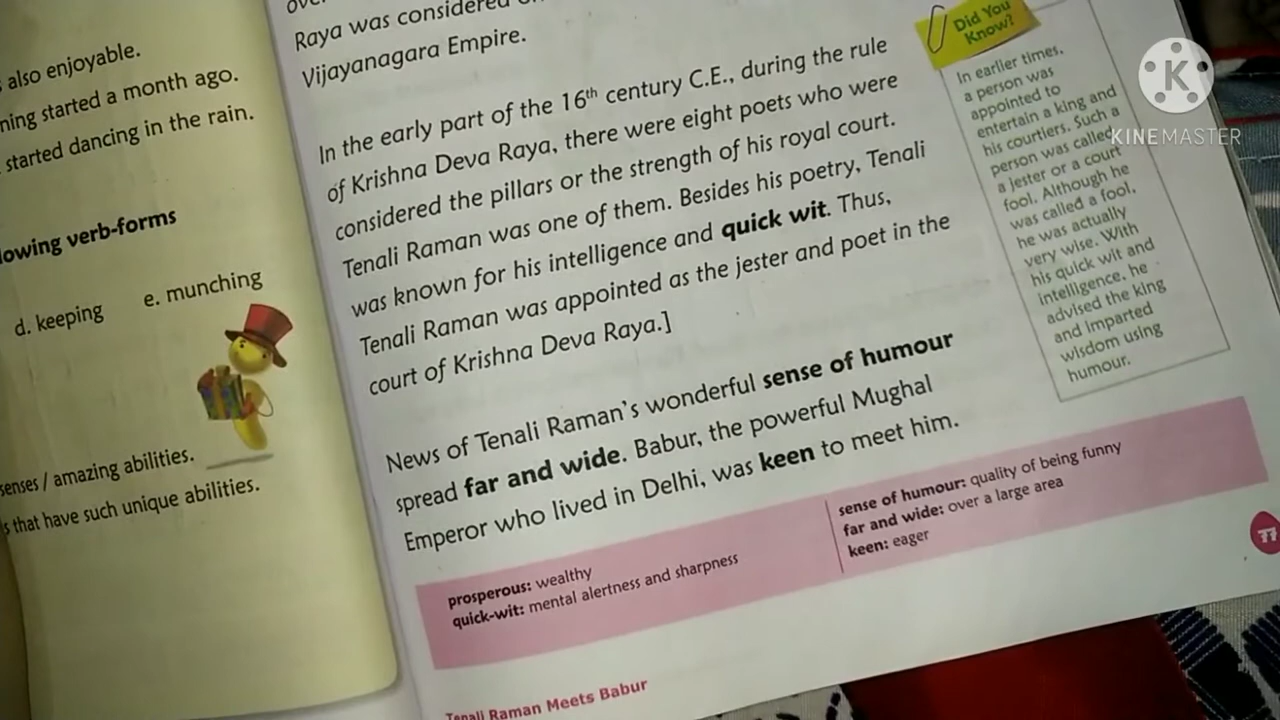 also enjoyable.
started a month ago.
started dancing in the rain.
verb-forms
d. keeping e. munching
senses / amazing abilities.
that have such unique abilities.
Raya was considered
Vijayanagara Empire.
In the early part of the 16th century C.E., during the rule
of Krishna Deva Raya, there were eight poets who were
considered the pillars or the strength of his royal court.
Tenali Raman was one of them. Besides his poetry, Tenali
was known for his intelligence and quick wit. Thus,
Tenali Raman was appointed as the jester and poet in the
court of Krishna Deva Raya.]
News of Tenali Raman's wonderful sense of humour
spread far and wide. Babur, the powerful Mughal
Emperor who lived in Delhi, was keen to meet him.
Did You
Know?
In earlier times,
a person was
appointed to
entertain a king and
his courtiers. Such a
person was called
a jester or a court
fool. Although he
was called a fool,
he was actually
very wise. With
his quick wit and
intelligence, he
advised the king
and imparted
wisdom using
humour.
prosperous: wealthy
quick-wit: mental alertness and sharpness
sense of humour: quality of being funny
far and wide: over a large area
keen: eager
77
Tenali Raman Meets Babur
K
KINEMASTER